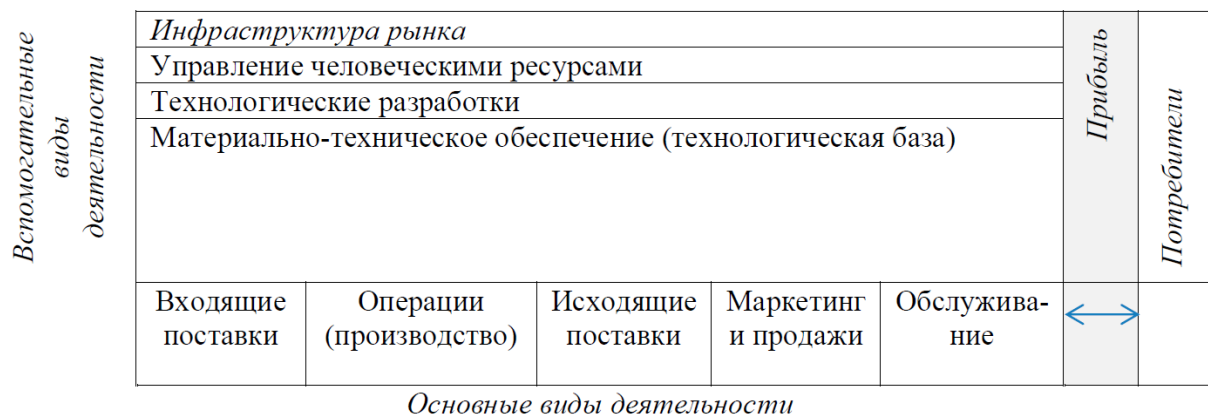 Вспомогательные
виды
деятельности
Инфраструктура рынка
Управление человеческими ресурсами
Технологические разработки
Материально-техническое обеспечение (технологическая база)
Прибыль
Потребители
Входящие
поставки
Операции
(производство)
Исходящие
поставки
Маркетинг
и продажи
Обслужива-
ние
Основные виды деятельности